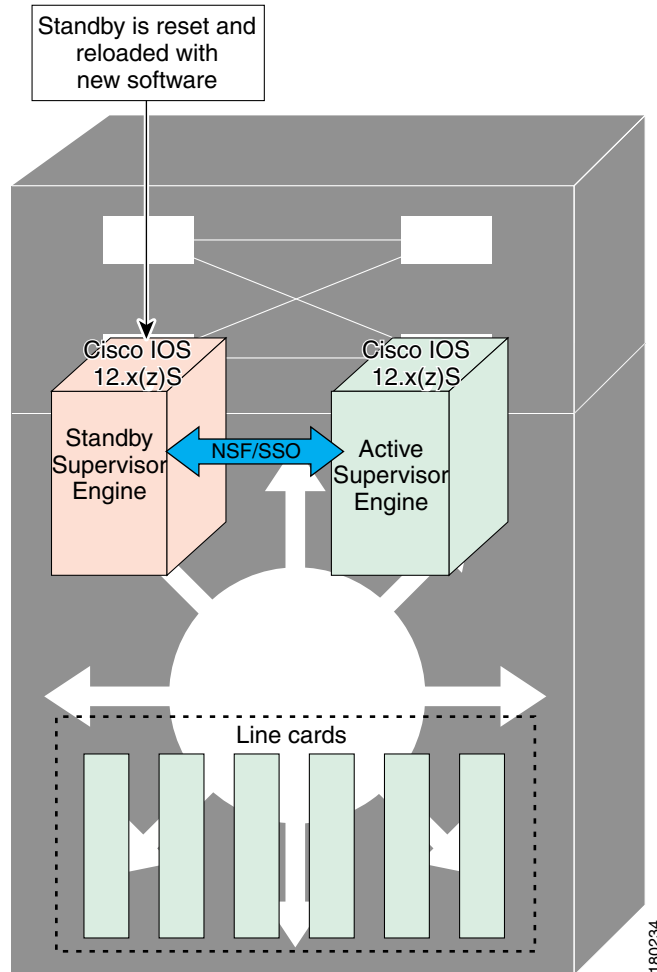 Standby is reset and
reloaded with
new software
Cisco IOS
12.x(z)S
Cisco IOS
12.x(z)S
Standby
Supervisor
Engine
NSF/SSO
Active
Supervisor
Engine
Line cards
180234